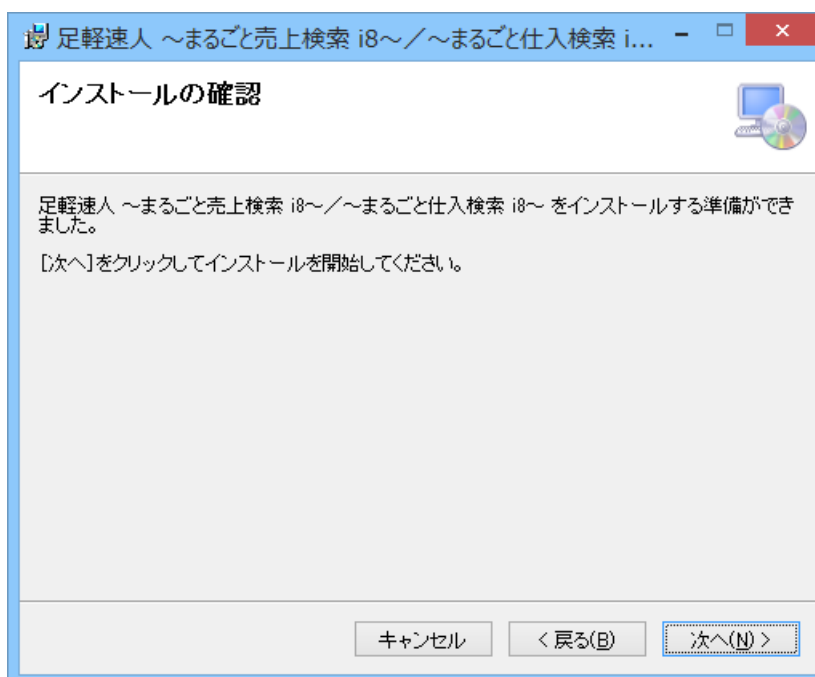 足軽速人 ～まるごと売上検索 i8～／～まるごと仕入検索 i...
インストールの確認
足軽速人 ～まるごと売上検索 i8～／～まるごと仕入検索 i8～ をインストールする準備ができ
ました。
[次へ]をクリックしてインストールを開始してください。
キャンセル
< 戻る(B)
次へ(N) >